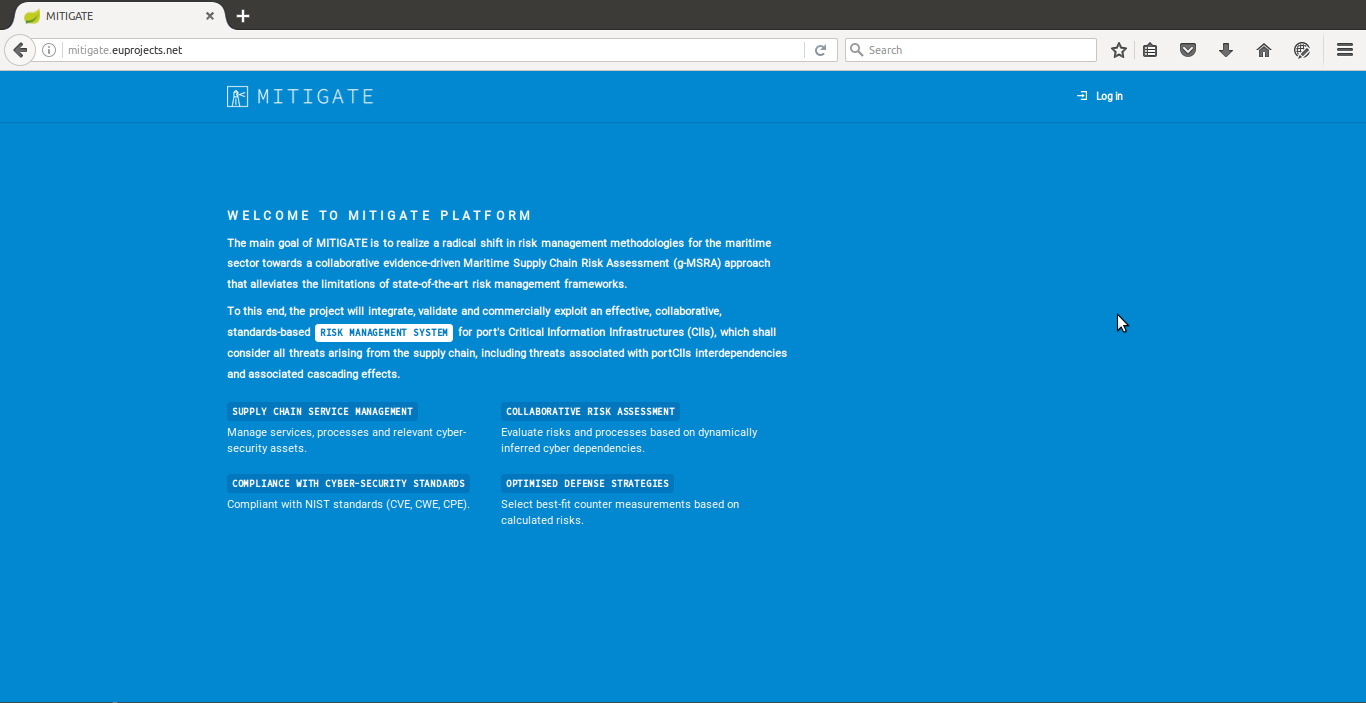 MITIGATE
mitigate.euprojects.net
Search
MITIGATE
Log in
WELCOME TO MITIGATE PLATFORM
The main goal of MITIGATE is to realize a radical shift in risk management methodologies for the maritime
sector towards a collaborative evidence-driven Maritime Supply Chain Risk Assessment (g-MSRA) approach
that alleviates the limitations of state-of-the-art risk management frameworks.
To this end, the project will integrate, validate and commercially exploit an effective, collaborative,
standards-based RISK MANAGEMENT SYSTEM for port's Critical Information Infrastructures (CIIs), which shall
consider all threats arising from the supply chain, including threats associated with portCIIs interdependencies
and associated cascading effects.
SUPPLY CHAIN SERVICE MANAGEMENT
Manage services, processes and relevant cyber-
security assets.
COLLABORATIVE RISK ASSESSMENT
Evaluate risks and processes based on dynamically
inferred cyber dependencies.
COMPLIANCE WITH CYBER-SECURITY STANDARDS
Compliant with NIST standards (CVE, CWE, CPE).
OPTIMISED DEFENSE STRATEGIES
Select best-fit counter measurements based on
calculated risks.